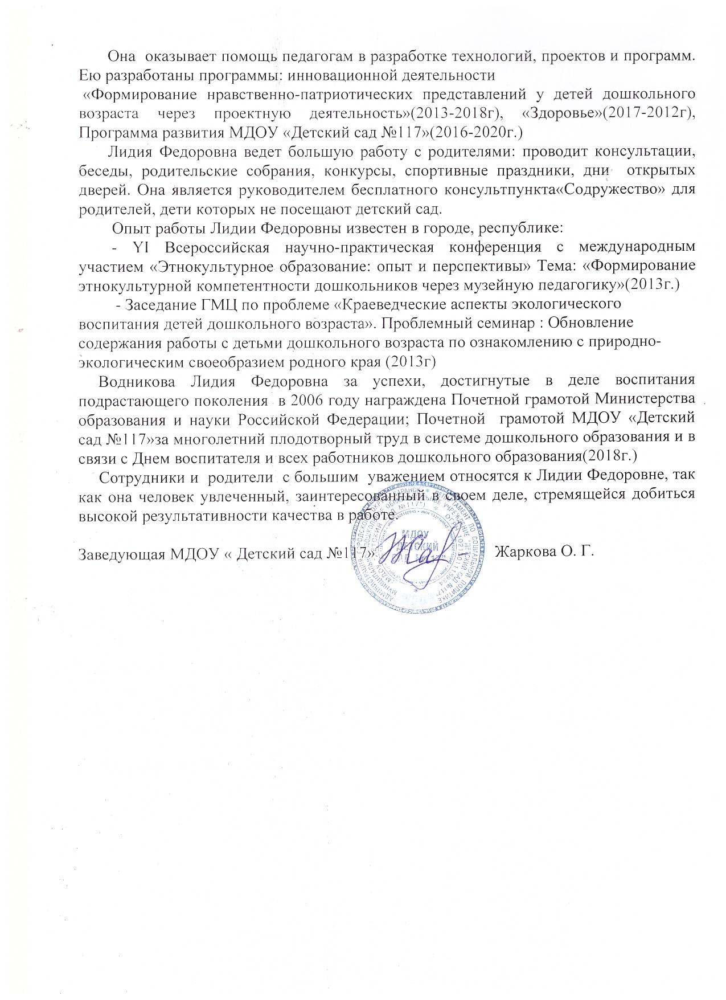 Она оказывает помощь педагогам в разработке технологий, проектов и программ.
Ею разработаны программы: инновационной деятельности
«Формирование нравственно-патриотических представлений у детей дошкольного
возраста через проектную деятельность»(2013-2018г), «Здоровье»(2017-2012г),
Программа развития МДОУ «Детский сад №117»(2016-2020г.)
Лидия Федоровна ведет большую работу с родителями: проводит консультации,
беседы, родительские собрания, конкурсы, спортивные праздники, дни открытых
дверей. Она является руководителем бесплатного консультпункта«Содружество» для
родителей, дети которых не посещают детский сад.
Опыт работы Лидии Федоровны известен в городе, республике:
- YI Всероссийская научно-практическая конференция с международным
участием «Этнокультурное образование: опыт и перспективы» Тема: «Формирование
этнокультурной компетентности дошкольников через музейную педагогику»(2013г.)
- Заседание ГМЦ по проблеме «Краеведческие аспекты экологического
воспитания детей дошкольного возраста». Проблемный семинар : Обновление
содержания работы с детьми дошкольного возраста по ознакомлению с природно-
экологическим своеобразием родного края (2013г)
Водникова Лидия Федоровна за успехи, достигнутые в деле воспитания
подрастающего поколения в 2006 году награждена Почетной грамотой Министерства
образования и науки Российской Федерации; Почетной грамотой МДОУ «Детский
сад №117»за многолетний плодотворный труд в системе дошкольного образования и в
связи с Днем воспитателя и всех работников дошкольного образования(2018г.)
Сотрудники и родители с большим уважением относятся к Лидии Федоровне, так
как она человек увлеченный, заинтересованный в своем деле, стремящейся добиться
высокой результативности качества в работе.
Заведующая МДОУ « Детский сад №117» Жаркова О. Г.
МДОУ
ДЕТСКИЙ
САД №117"